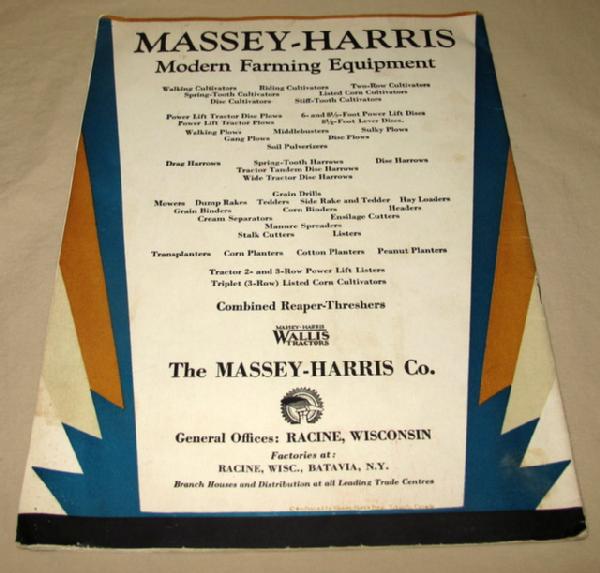 MASSEY-HARRIS
Modern Farming Equipment
Walking Cultivators Riding Cultivators Two-Row Cultivators
Spring-Tooth Cultivators Listed Corn Cultivators
Disc Cultivators Stiff-Tooth Cultivators
Power Lift Tractor Disc Plows 6- and 8½-Foot Power Lift Discs
Power Lift Tractor Plows 8½-Foot Lever Discs.
Walking Plows Middlebusters Sulky Plows
Gang Plows Disc Plows
Soil Pulverizers
Drag Harrows Spring-Tooth Harrows Disc Harrows
Tractor Tandem Disc Harrows
Wide Tractor Disc Harrows
Grain Drills
Mowers Dump Rakes Tedders Side Rake and Tedder Hay Loaders
Grain Binders Corn Binders Headers
Cream Separators Ensilage Cutters
Manure Spreaders
Stalk Cutters Listers
Transplanters Corn Planters Cotton Planters Peanut Planters
Tractor 2- and 3-Row Power Lift Listers
Triplet (3-Row) Listed Corn Cultivators
Combined Reaper-Threshers
MASSEY-HARRIS
WALLIS
TRACTORS
The MASSEY-HARRIS Co.
General Offices: RACINE, WISCONSIN
Factories at:
RACINE, WISC., BATAVIA, N.Y.
Branch Houses and Distribution at all Leading Trade Centres